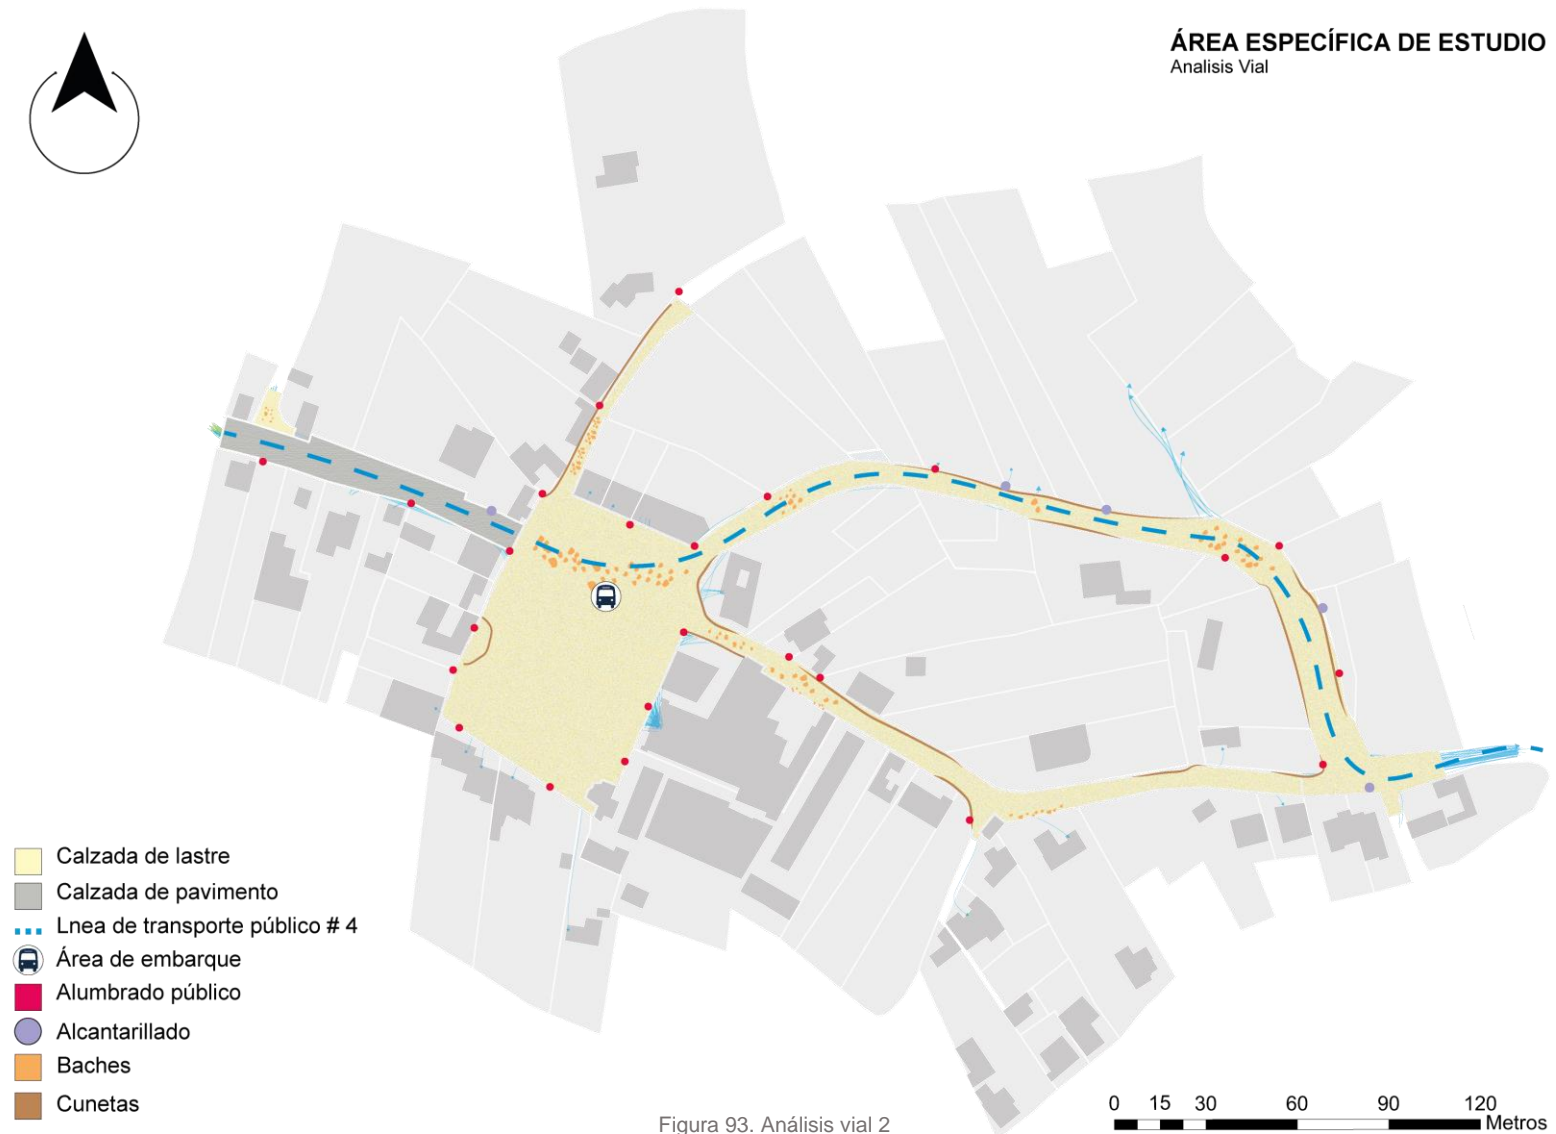 ÁREA ESPECÍFICA DE ESTUDIO
Analisis Vial
Calzada de lastre
Calzada de pavimento
Lnea de transporte público # 4
Área de embarque
Alumbrado público
Alcantarillado
Baches
Cunetas
0 15 30 60 90 120
Metros
Figura 93. Análisis vial 2